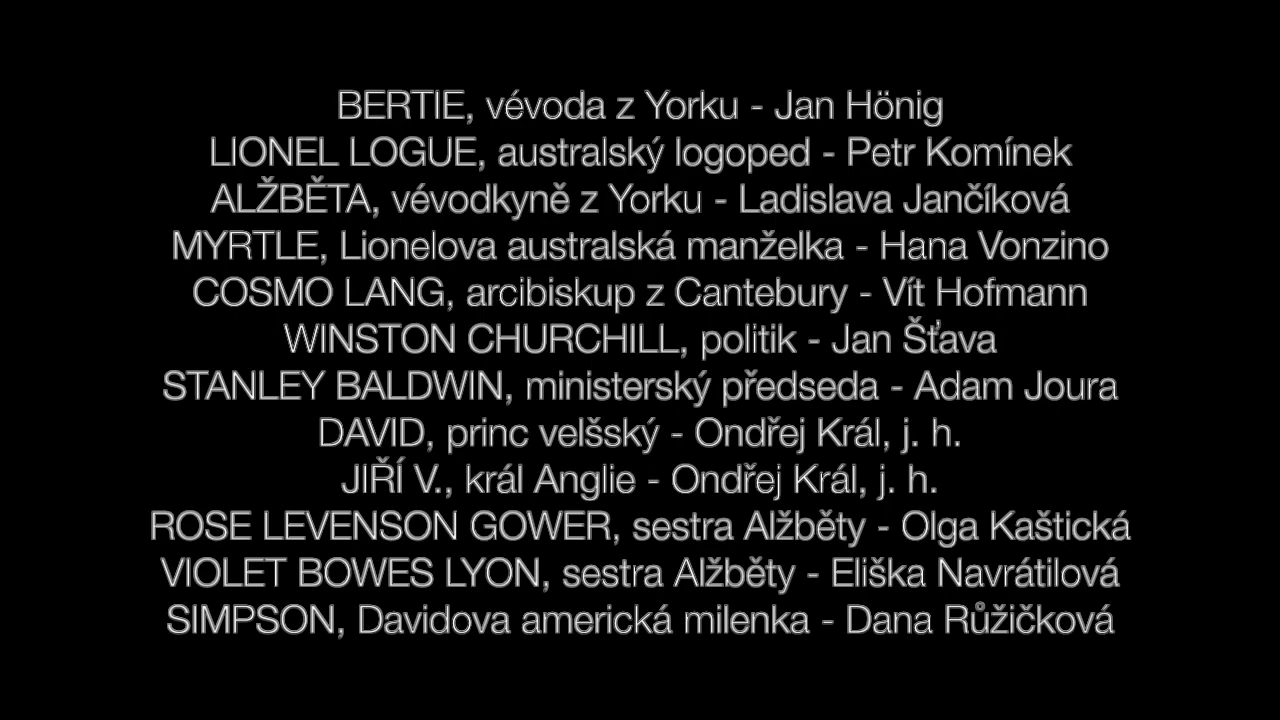 BERTIE, vévoda z Yorku - Jan Hönig
LIONEL LOGUE, australský logoped - Petr Komínek
ALŽBĚTA, vévodkyně z Yorku - Ladislava Jančíková
MYRTLE, Lionelova australská manželka - Hana Vonzino
COSMO LANG, arcibiskup z Cantebury - Vít Hofmann
WINSTON CHURCHILL, politik - Jan Šťava
STANLEY BALDWIN, ministerský předseda - Adam Joura
DAVID, princ velšský - Ondřej Král, j. h.
JIŘÍ V., král Anglie - Ondřej Král, j. h.
ROSE LEVENSON GOWER, sestra Alžběty - Olga Kaštická
VIOLET BOWES LYON, sestra Alžběty - Eliška Navrátilová
SIMPSON, Davidova americká milenka - Dana Růžičková